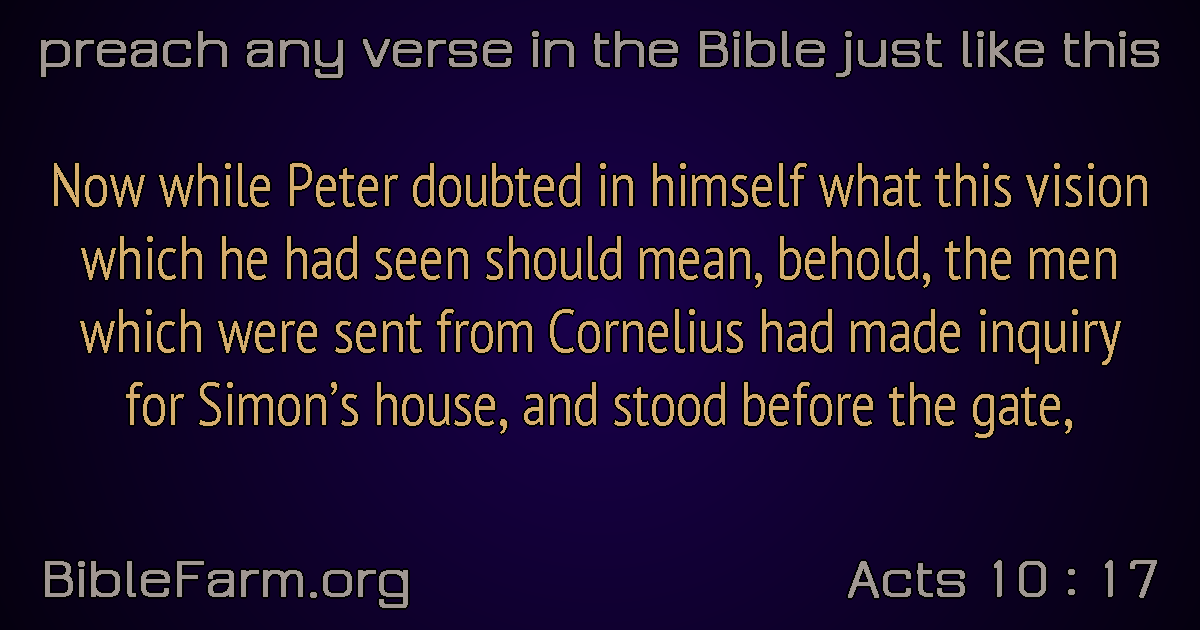 preach any verse in the Bible just like this
Now while Peter doubted in himself what this vision
which he had seen should mean, behold, the men
which were sent from Cornelius had made inquiry
for Simon’s house, and stood before the gate,
BibleFarm.org
Acts 10 : 17